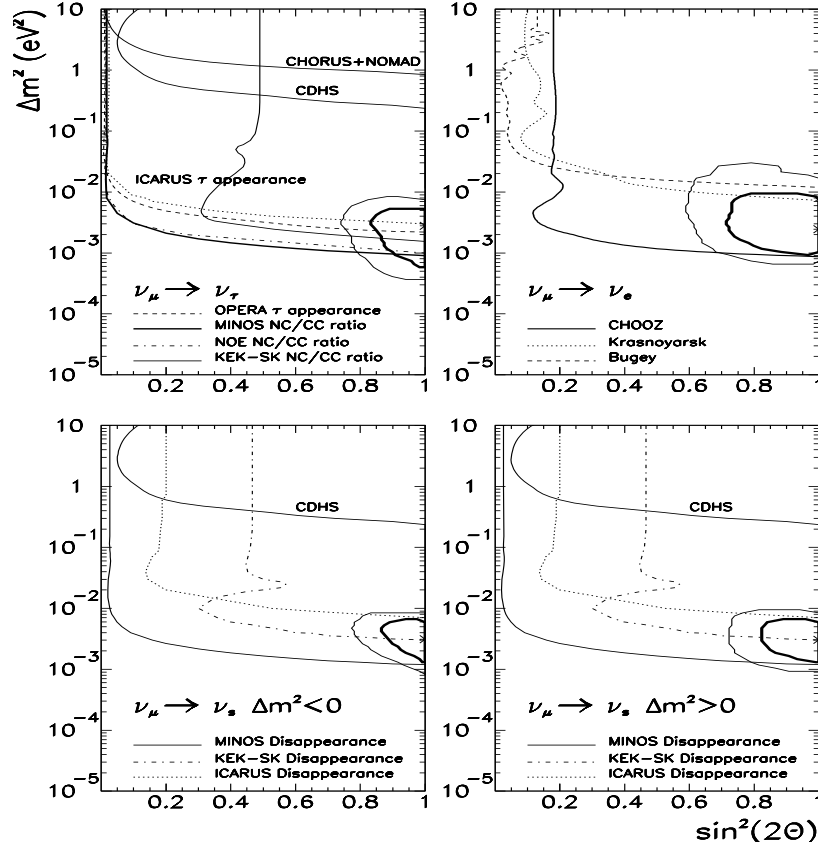 Δm² (eV²)
10
1
10⁻¹
10⁻²
10⁻³
10⁻⁴
10⁻⁵
CHORUS+NOMAD
CDHS
ICARUS τ appearance
ν_μ → ν_τ
OPERA τ appearance
MINOS NC/CC ratio
NOE NC/CC ratio
KEK−SK NC/CC ratio
0.2 0.4 0.6 0.8 1
10
1
10⁻¹
10⁻²
10⁻³
10⁻⁴
10⁻⁵
ν_μ → ν_e
CHOOZ
Krasnoyarsk
Bugey
0.2 0.4 0.6 0.8 1
10
1
10⁻¹
10⁻²
10⁻³
10⁻⁴
10⁻⁵
CDHS
ν_μ → ν_s Δm²<0
MINOS Disappearance
KEK−SK Disappearance
ICARUS Disappearance
0.2 0.4 0.6 0.8 1
10
1
10⁻¹
10⁻²
10⁻³
10⁻⁴
10⁻⁵
CDHS
ν_μ → ν_s Δm²>0
MINOS Disappearance
KEK−SK Disappearance
ICARUS Disappearance
0.2 0.4 0.6 0.8 1
sin²(2Θ)